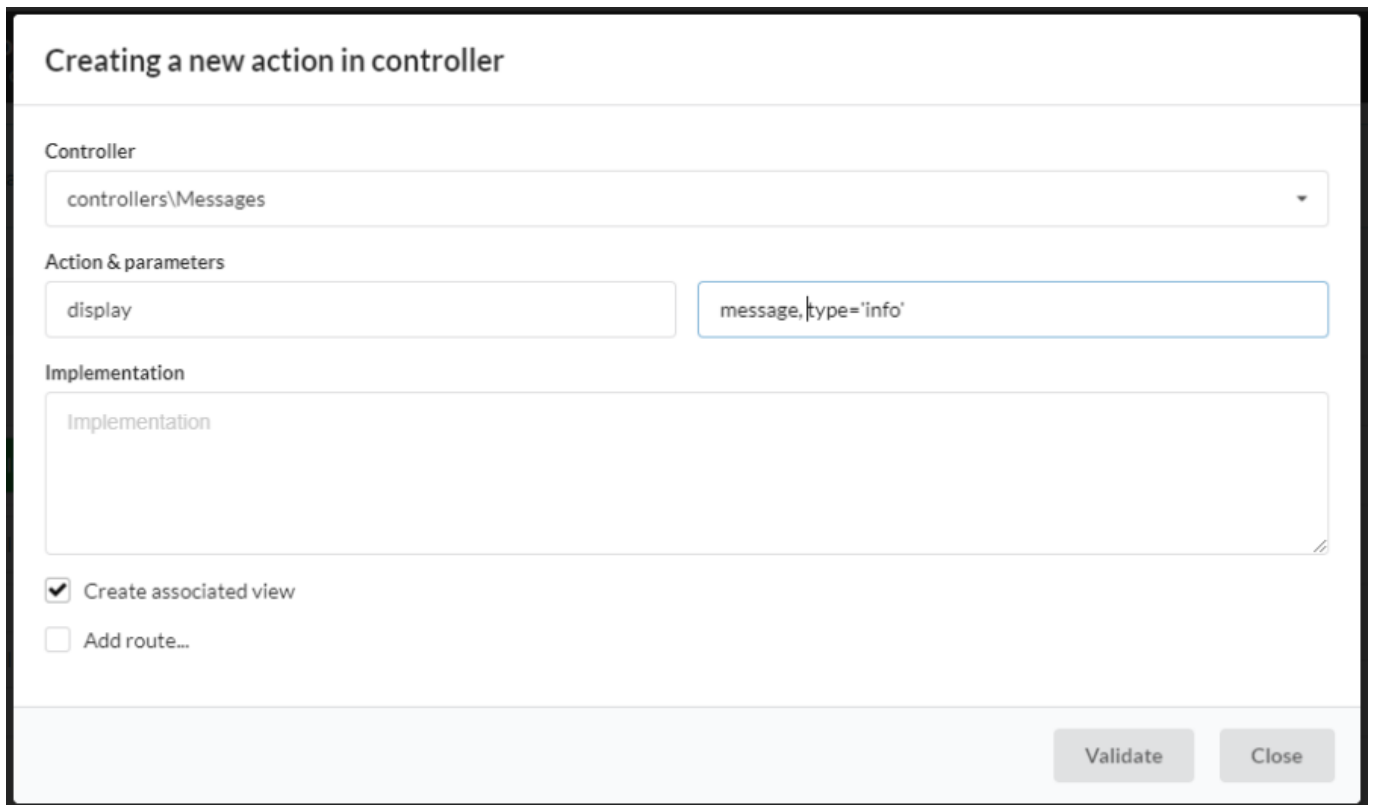 Creating a new action in controller
Controller
controllers\Messages
Action & parameters
display message, type='info'
Implementation
Implementation
Create associated view
Add route...
Validate Close